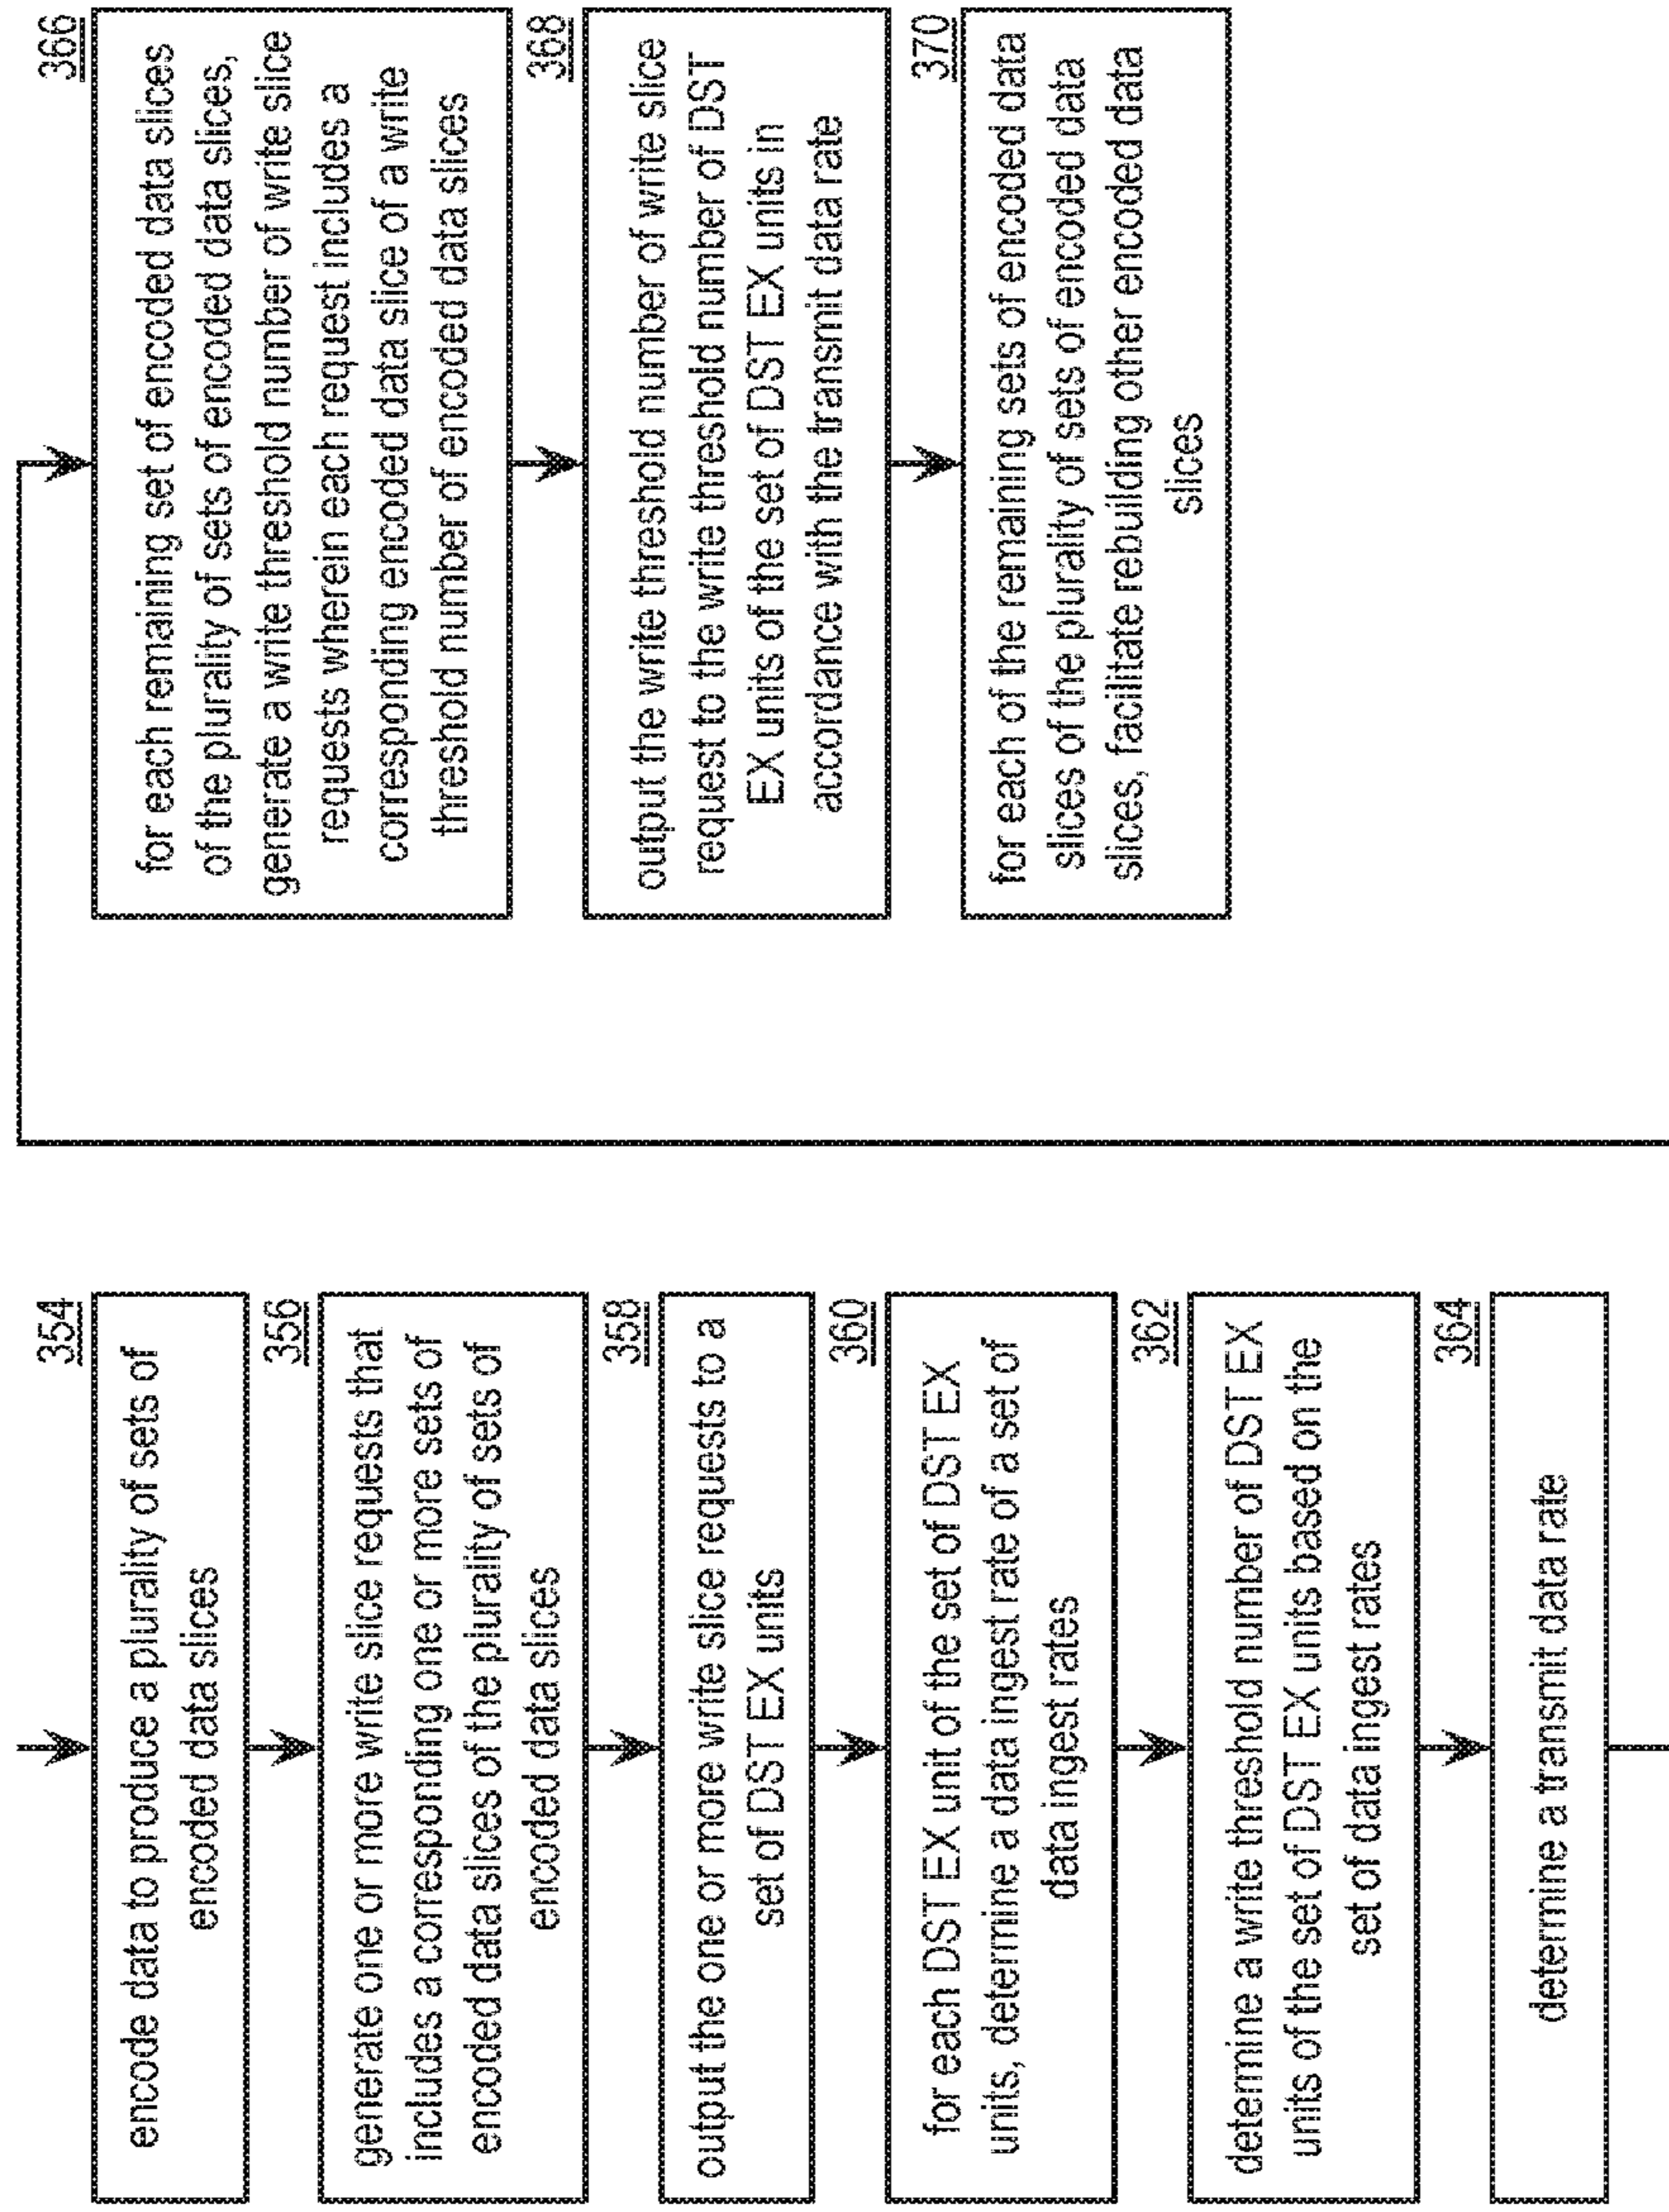 354
encode data to produce a plurality of sets of
encoded data slices
356
generate one or more write slice requests that
includes a corresponding one or more sets of
encoded data slices of the plurality of sets of
encoded data slices
358
output the one or more write slice requests to a
set of DST EX units
360
for each DST EX unit of the set of DST EX
units, determine a data ingest rate of a set of
data ingest rates
362
determine a write threshold number of DST EX
units of the set of DST EX units based on the
set of data ingest rates
364
determine a transmit data rate
366
for each remaining set of encoded data slices
of the plurality of sets of encoded data slices,
generate a write threshold number of write slice
requests wherein each request includes a
corresponding encoded data slice of a write
threshold number of encoded data slices
368
output the write threshold number of write slice
request to the write threshold number of DST
EX units of the set of DST EX units in
accordance with the transmit data rate
370
for each of the remaining sets of encoded data
slices of the plurality of sets of encoded data
slices, facilitate rebuilding other encoded data
slices